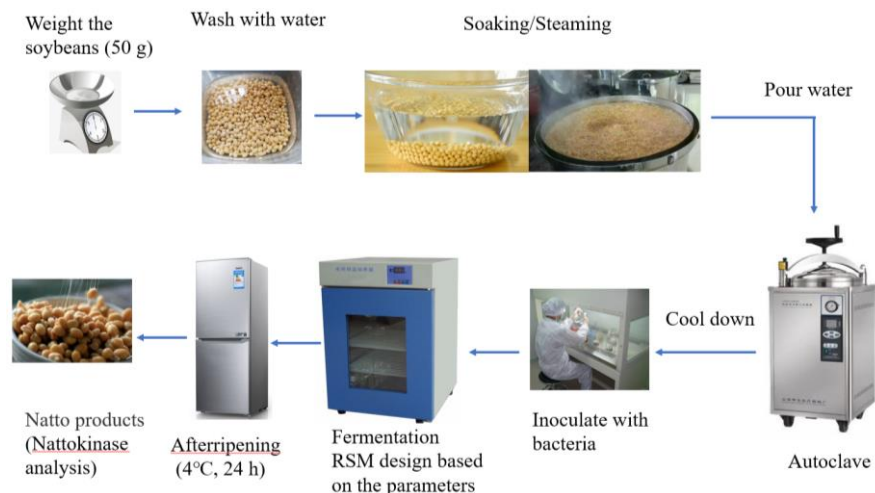 Weight the
soybeans (50 g)
Wash with water
Soaking/Steaming
Pour water
Cool down
Autoclave
Inoculate with
bacteria
Fermentation
RSM design based
on the parameters
Afterripening
(4℃, 24 h)
Natto products
(Nattokinase
analysis)